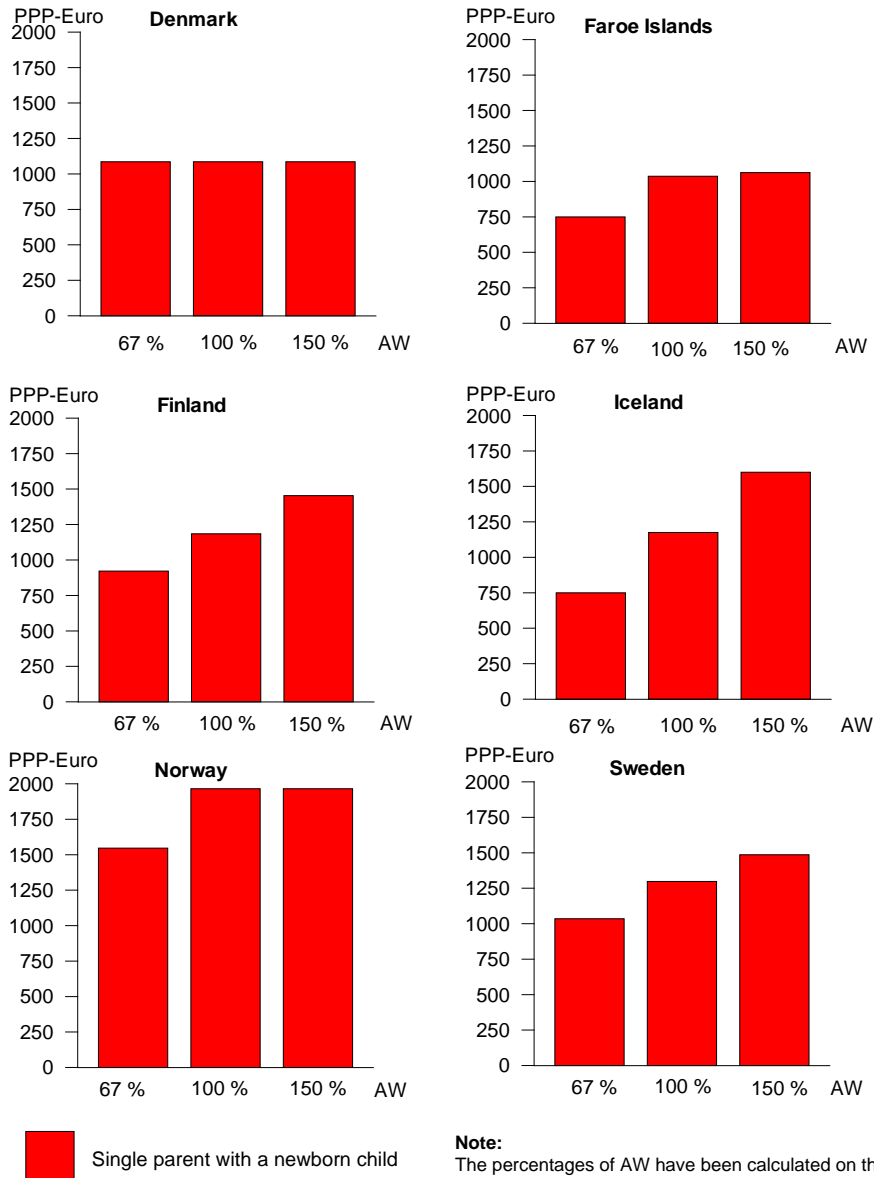 PPP-Euro
Denmark
2000
1750
1500
1250
1000
750
500
250
0
67 % 100 % 150 % AW
PPP-Euro
Faroe Islands
2000
1750
1500
1250
1000
750
500
250
0
67 % 100 % 150 % AW
PPP-Euro
Finland
2000
1750
1500
1250
1000
750
500
250
0
67 % 100 % 150 % AW
PPP-Euro
Iceland
2000
1750
1500
1250
1000
750
500
250
0
67 % 100 % 150 % AW
PPP-Euro
Norway
2000
1750
1500
1250
1000
750
500
250
0
67 % 100 % 150 % AW
PPP-Euro
Sweden
2000
1750
1500
1250
1000
750
500
250
0
67 % 100 % 150 % AW
Single parent with a newborn child
Note:
The percentages of AW have been calculated on th